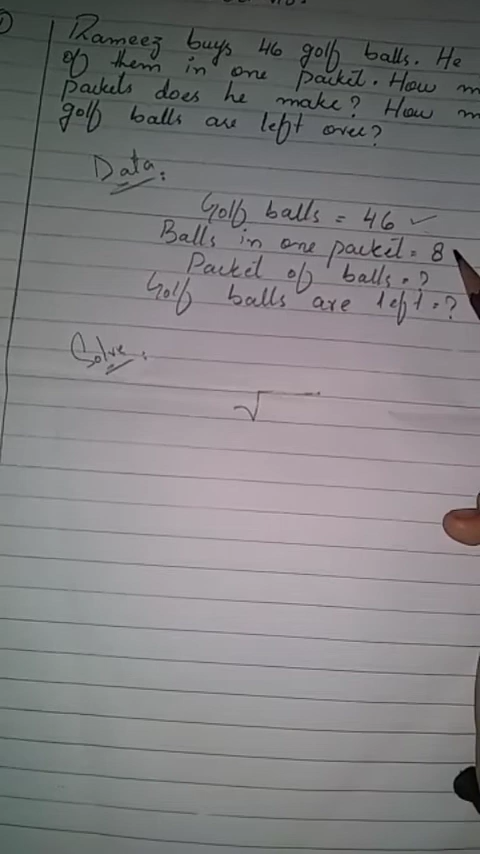 Rameez buys 46 golf balls. He
of them in one packet. How m
packets does he make? How m
golf balls are left over?
Data:
Golf balls = 46 ✓
Balls in one packet = 8
Packet of balls = ?
Golf balls are left = ?
Solve: